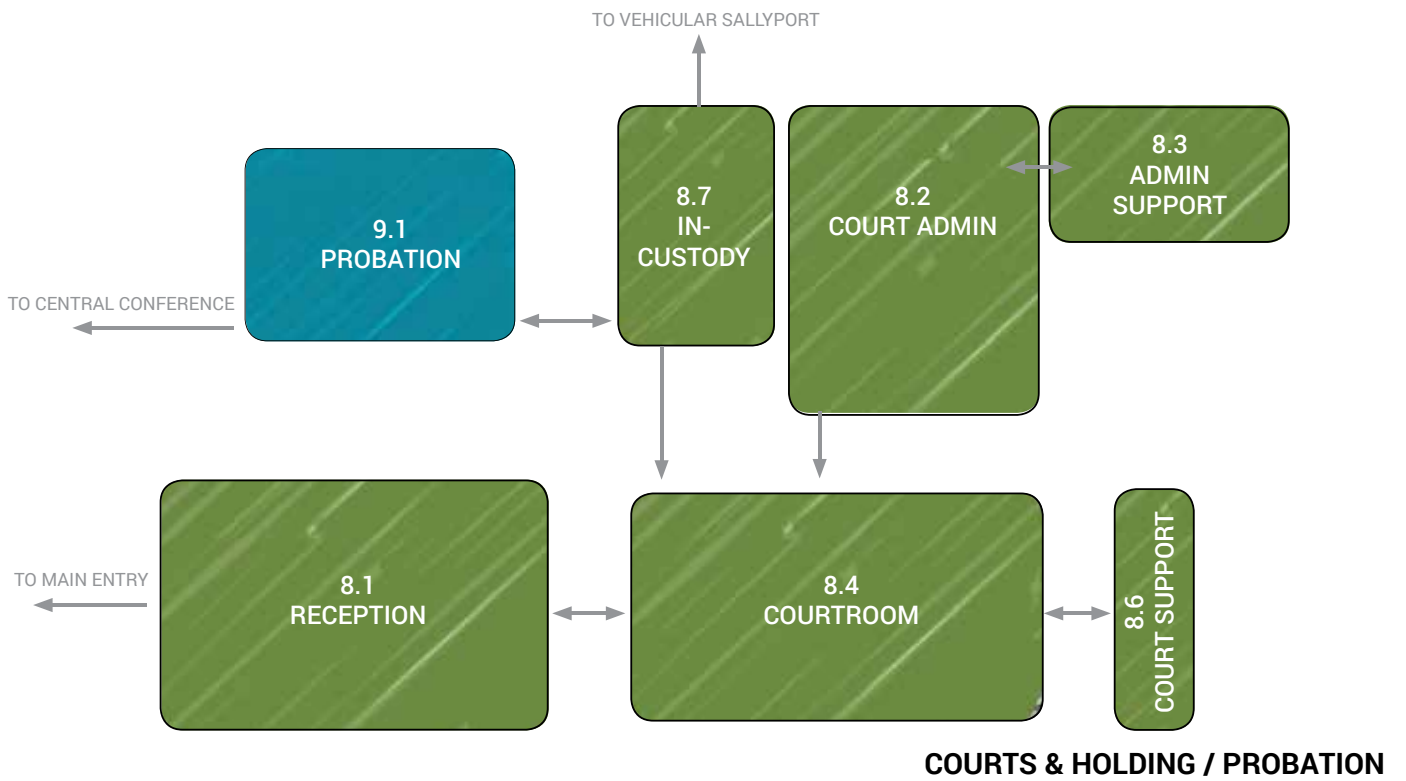 TO VEHICULAR SALLYPORT
8.7
IN-
CUSTODY
8.2
COURT ADMIN
8.3
ADMIN
SUPPORT
9.1
PROBATION
TO CENTRAL CONFERENCE
TO MAIN ENTRY
8.1
RECEPTION
8.4
COURTROOM
8.6
COURT SUPPORT
COURTS & HOLDING / PROBATION